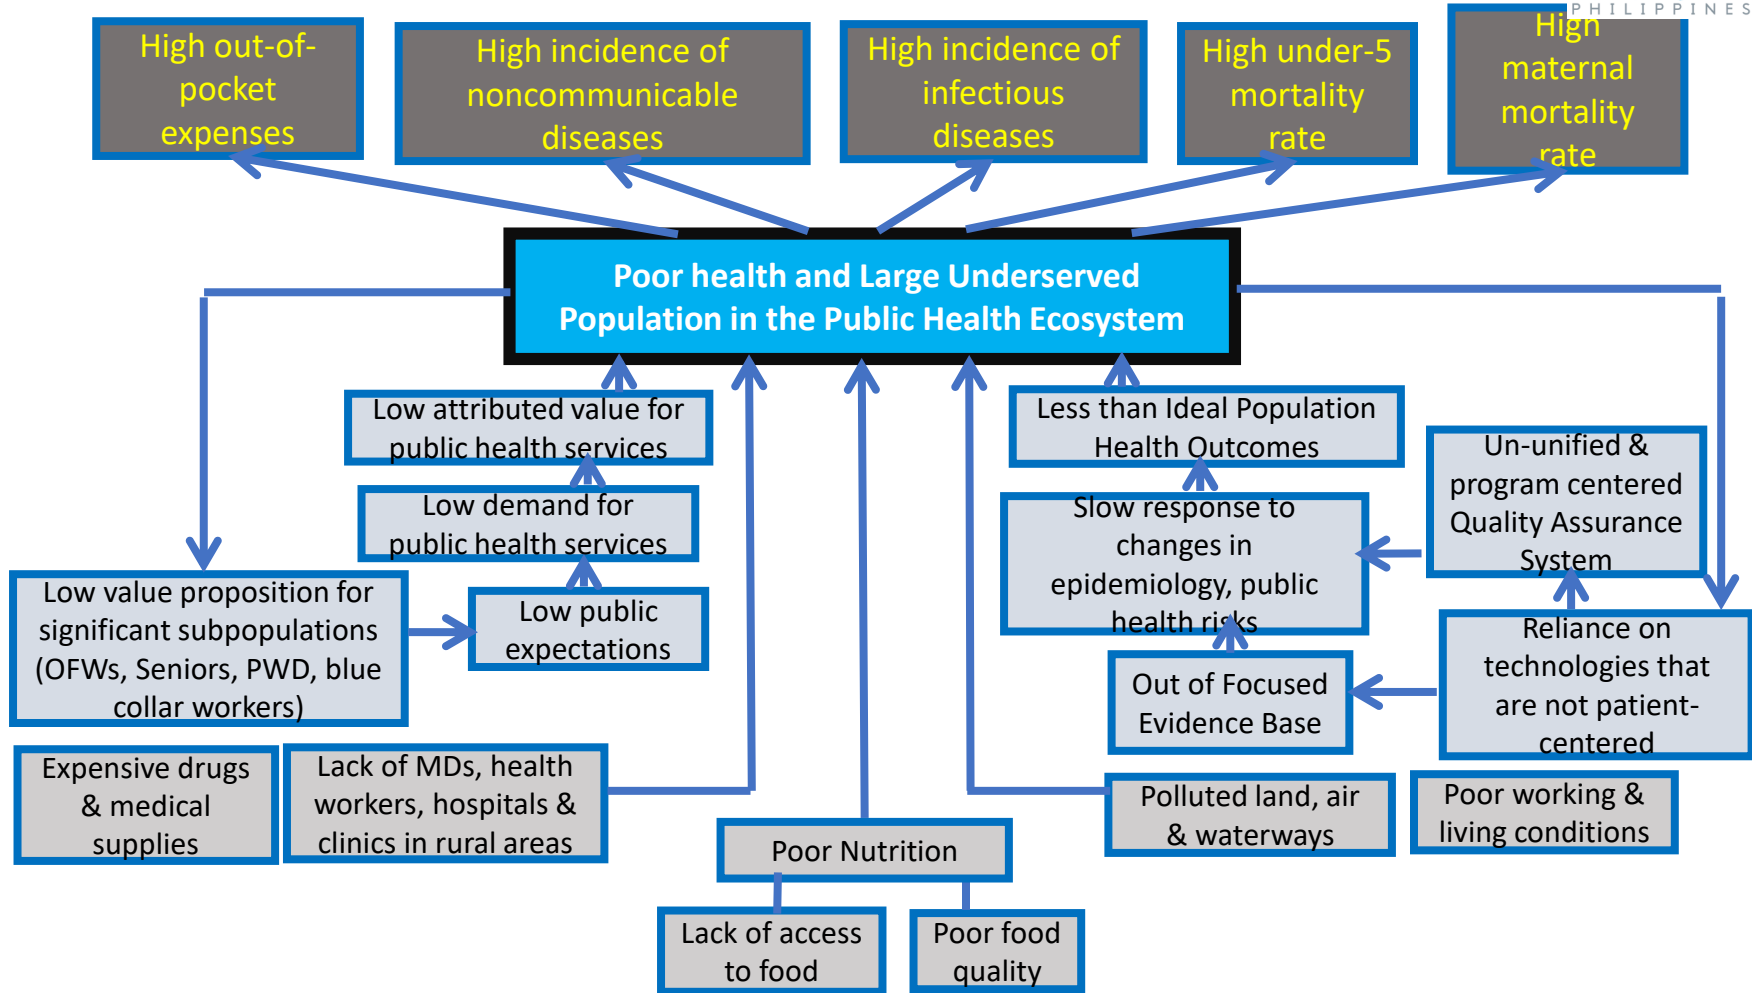 PHILIPPINES
High out-of-
pocket
expenses
High incidence of
noncommunicable
diseases
High incidence of
infectious
diseases
High under-5
mortality
rate
High
maternal
mortality
rate
Poor health and Large Underserved
Population in the Public Health Ecosystem
Low attributed value for
public health services
Less than Ideal Population
Health Outcomes
Un-unified &
program centered
Quality Assurance
System
Low demand for
public health services
Slow response to
changes in
epidemiology, public
health risks
Low value proposition for
significant subpopulations
(OFWs, Seniors, PWD, blue
collar workers)
Low public
expectations
Reliance on
technologies that
are not patient-
centered
Out of Focused
Evidence Base
Expensive drugs
& medical
supplies
Lack of MDs, health
workers, hospitals &
clinics in rural areas
Poor Nutrition
Polluted land, air
& waterways
Poor working &
living conditions
Lack of access
to food
Poor food
quality